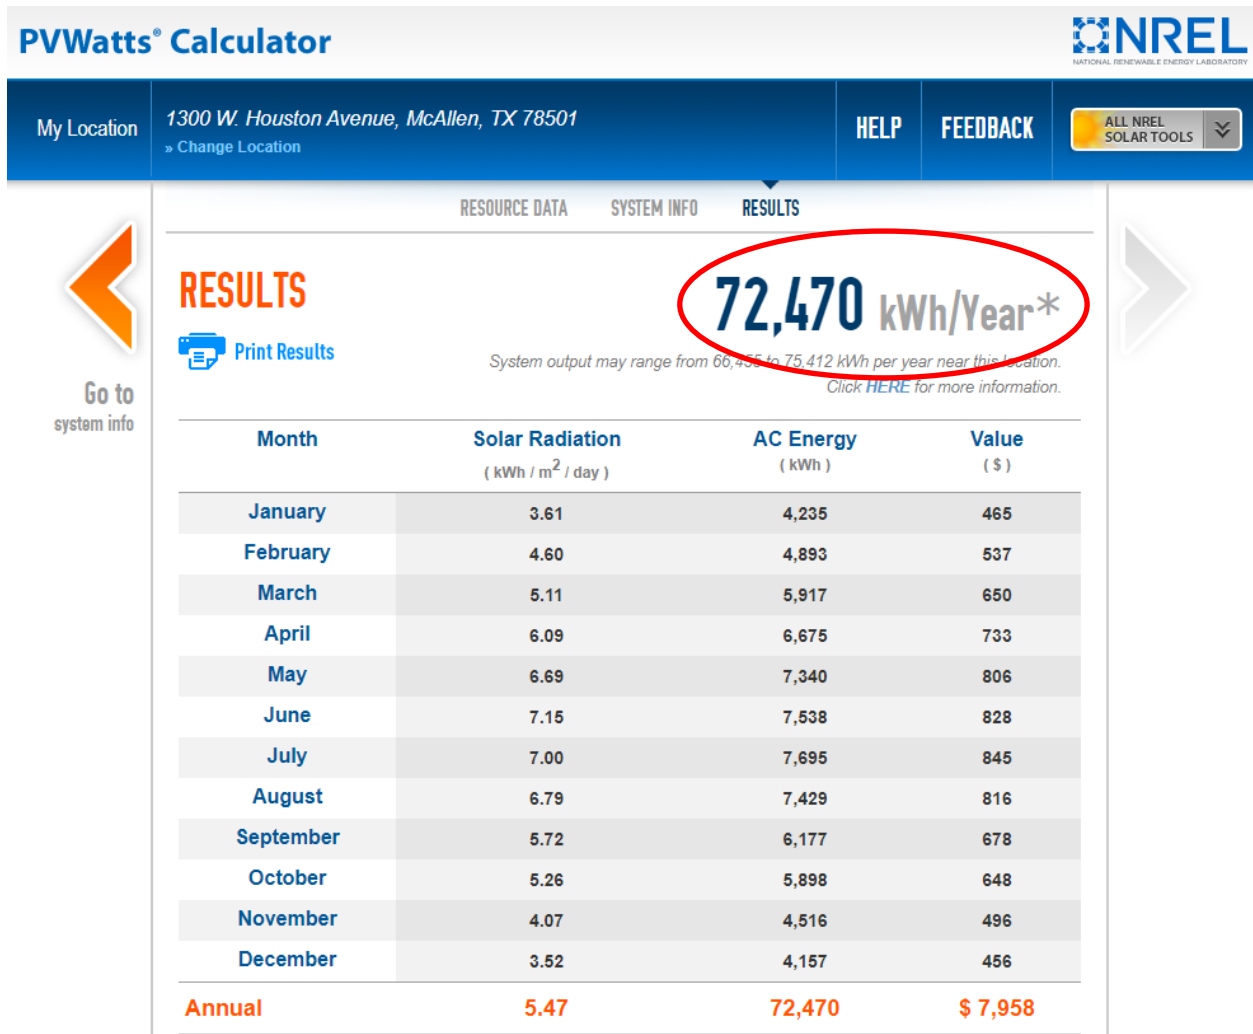 PVWatts® Calculator
NREL
NATIONAL RENEWABLE ENERGY LABORATORY
My Location
1300 W. Houston Avenue, McAllen, TX 78501
» Change Location
HELP
FEEDBACK
ALL NREL
SOLAR TOOLS
RESOURCE DATA SYSTEM INFO RESULTS
RESULTS
72,470 kWh/Year*
Print Results
System output may range from 66,455 to 75,412 kWh per year near this location.
Click HERE for more information.
Go to
system info
Month Solar Radiation AC Energy Value
( kWh / m2 / day ) ( kWh ) ( $ )
January 3.61 4,235 465
February 4.60 4,893 537
March 5.11 5,917 650
April 6.09 6,675 733
May 6.69 7,340 806
June 7.15 7,538 828
July 7.00 7,695 845
August 6.79 7,429 816
September 5.72 6,177 678
October 5.26 5,898 648
November 4.07 4,516 496
December 3.52 4,157 456
Annual 5.47 72,470 $ 7,958